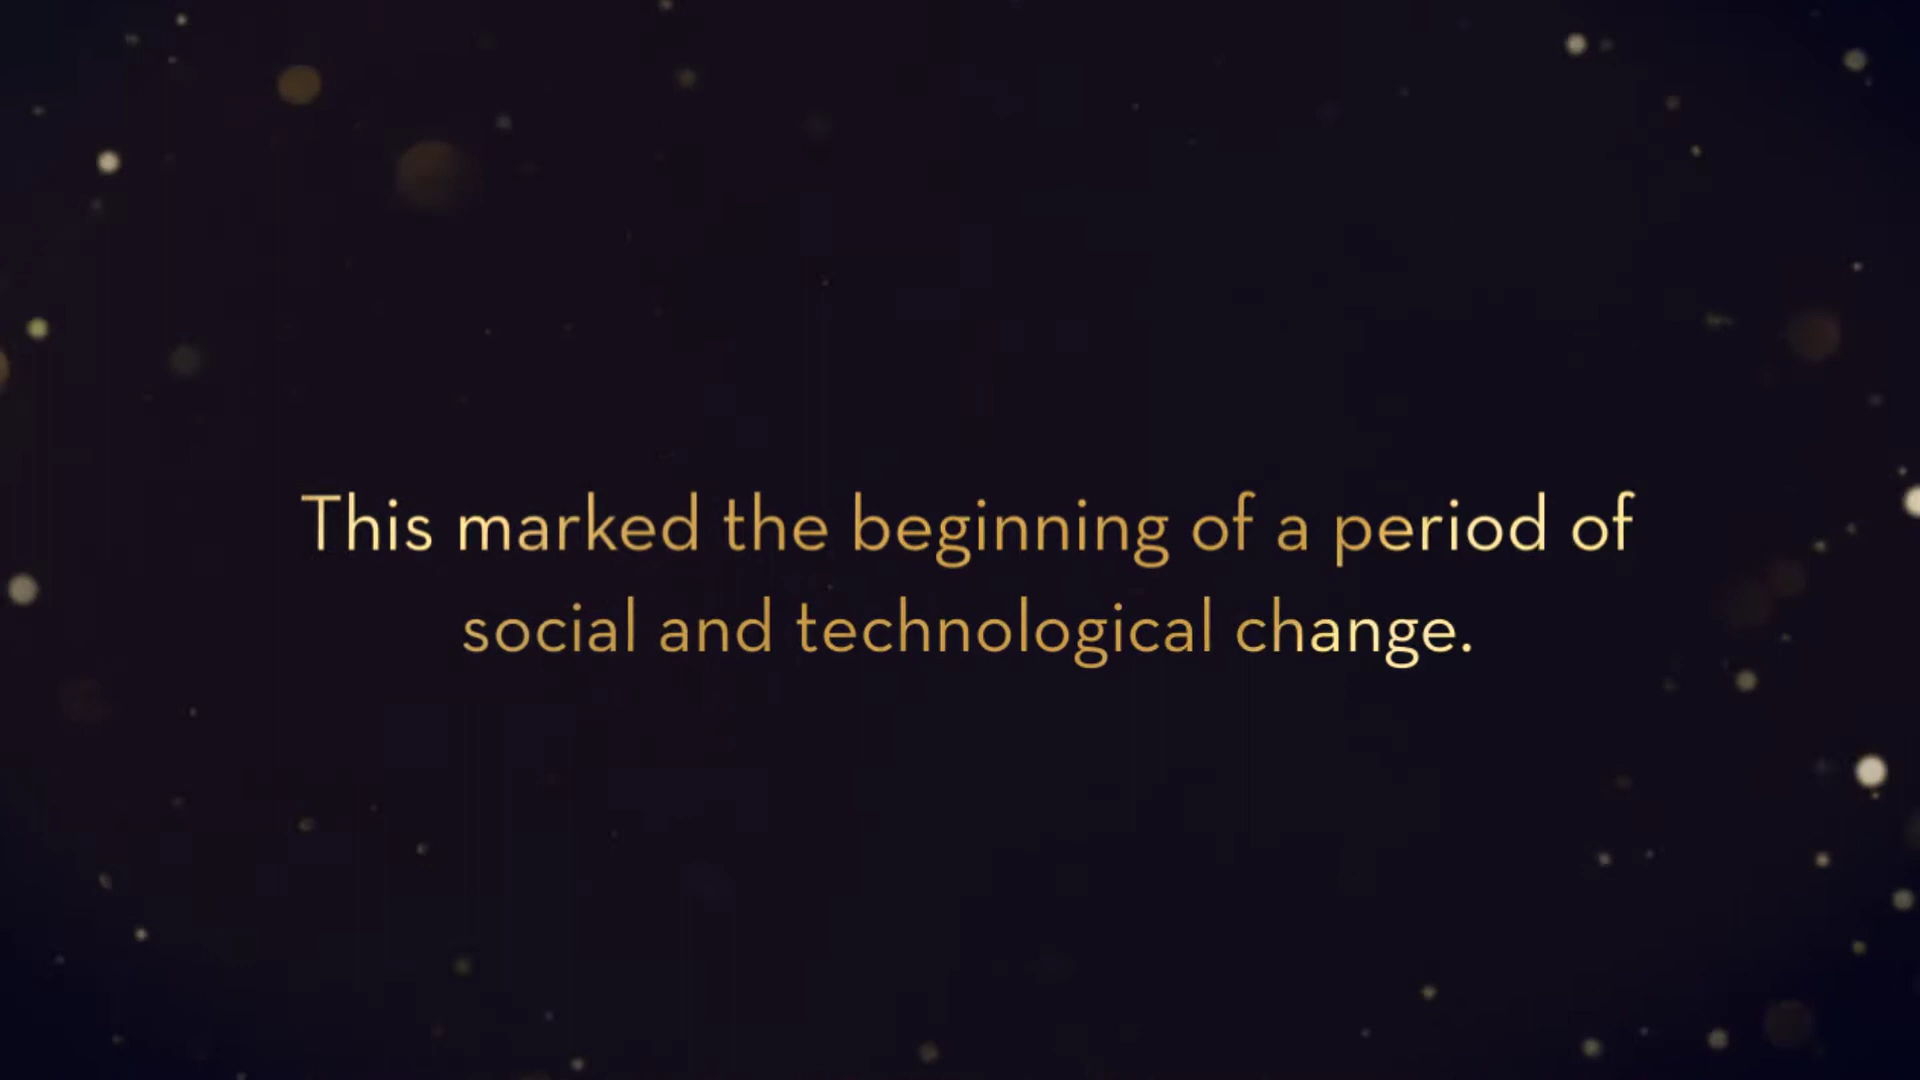 This marked the beginning of a period of
social and technological change.